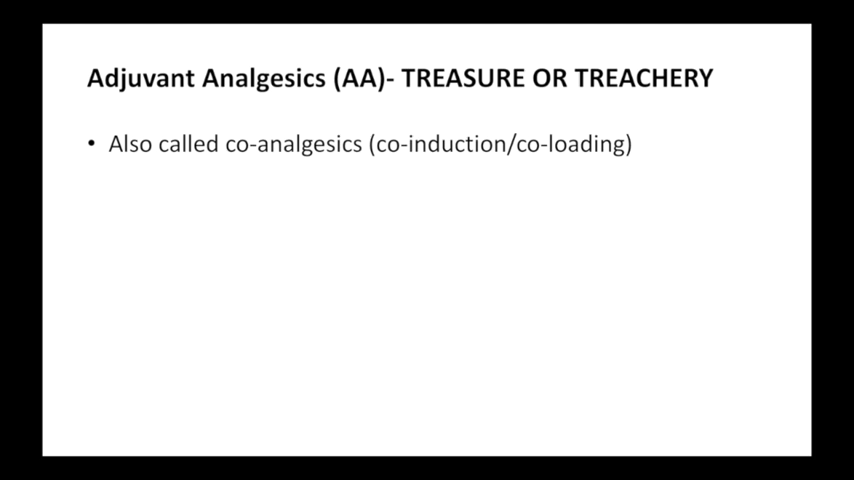 Adjuvant Analgesics (AA)- TREASURE OR TREACHERY
• Also called co-analgesics (co-induction/co-loading)